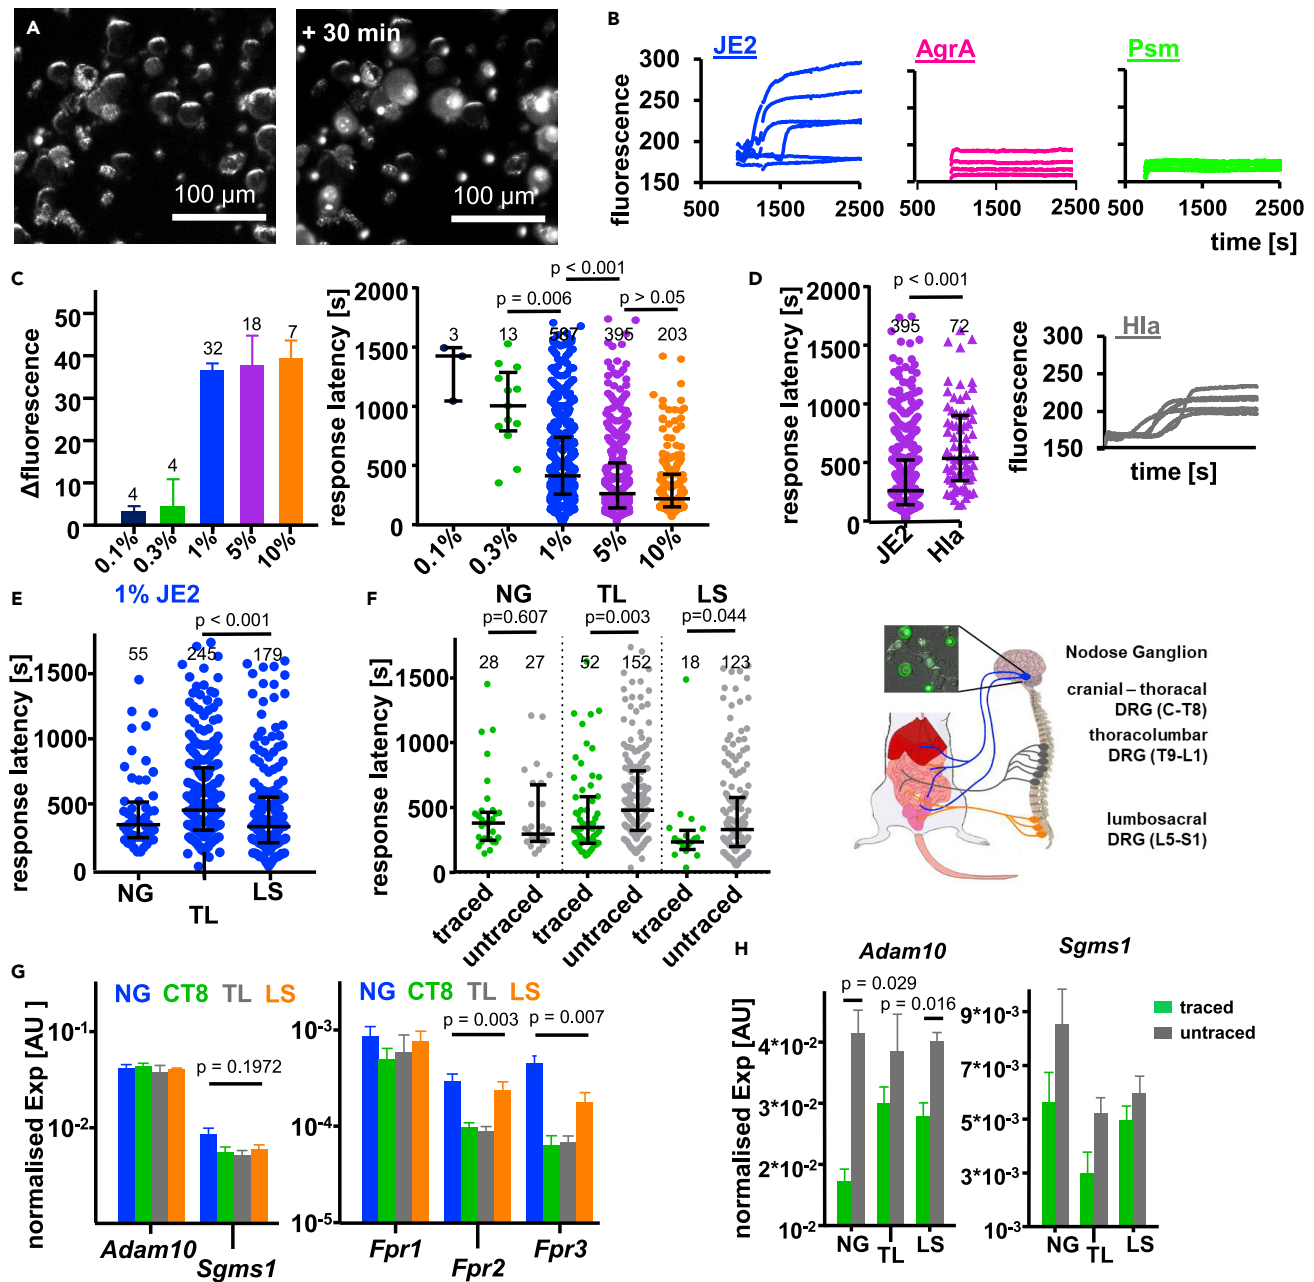 A
+ 30 min
100 µm
100 µm
B
JE2
AgrA
Psm
fluorescence
300
250
200
150
500
1500
2500
500
1500
2500
500
1500
2500
time [s]
C
Δfluorescence
50
40
30
20
10
0
4
4
32
18
7
0.1%
0.3%
1%
5%
10%
response latency [s]
2000
1500
1000
500
0
p < 0.001
p = 0.006
p > 0.05
3
13
587
395
203
0.1%
0.3%
1%
5%
10%
D
response latency [s]
2000
1500
1000
500
0
p < 0.001
395
72
JE2
Hla
Hla
fluorescence
300
250
200
150
time [s]
E
1% JE2
response latency [s]
1500
1000
500
0
p < 0.001
55
245
179
NG
TL
LS
F
NG
TL
LS
p=0.607
p=0.003
p=0.044
response latency [s]
1500
1000
500
0
28
27
52
152
18
123
traced
untraced
traced
untraced
traced
untraced
Nodose Ganglion
cranial – thoracal
DRG (C-T8)
thoracolumbar
DRG (T9-L1)
lumbosacral
DRG (L5-S1)
G
normalised Exp [AU]
NG CT8 TL LS
10⁻¹
10⁻²
p = 0.1972
Adam10
Sgms1
NG CT8 TL LS
10⁻³
10⁻⁴
10⁻⁵
p = 0.003
p = 0.007
Fpr1
Fpr2
Fpr3
H
Adam10
normalised Exp [AU]
4*10⁻²
3*10⁻²
2*10⁻²
10⁻²
p = 0.029
p = 0.016
NG
TL
LS
Sgms1
9*10⁻³
7*10⁻³
5*10⁻³
3*10⁻³
10⁻³
NG
TL
LS
traced
untraced